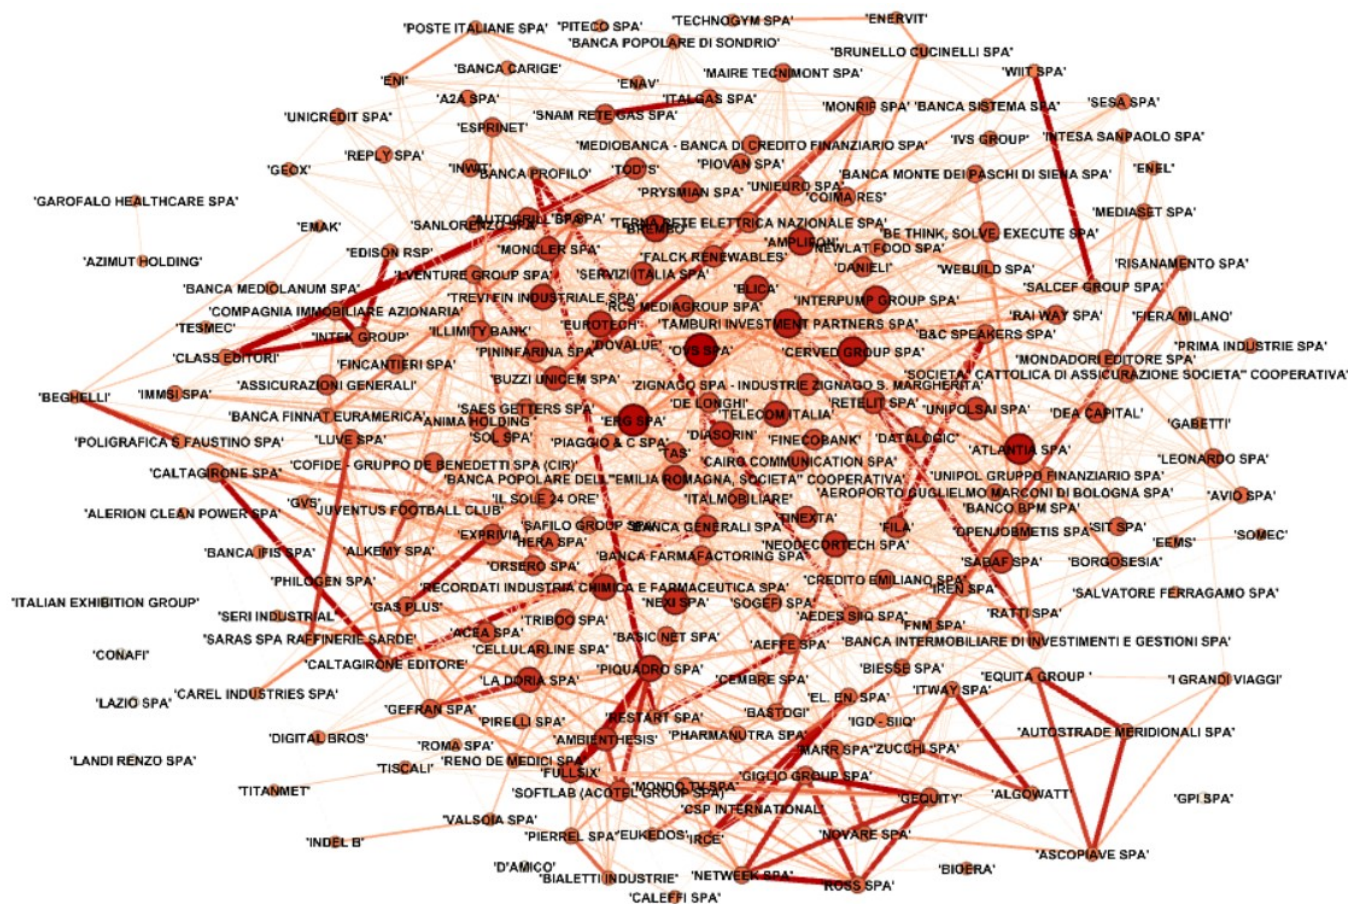 'TECHNOGYM SPA'
'ENERVIT'
'POSTE ITALIANE SPA'
'PITECO SPA'
'BANCA POPOLARE DI SONDRIO'
'BRUNELLO CUCINELLI SPA'
'BANCA CARIGE'
'MAIRE TECNIMONT SPA'
'WIIT SPA'
'ENI'
'ENAV'
'A2A SPA'
'ITALGAS SPA'
'SNAM RETE GAS SPA'
'MONRIF SPA'
'BANCA SISTEMA SPA'
'SESA SPA'
'UNICREDIT SPA'
'ESPRINET'
'IVS GROUP'
'INTESA SANPAOLO SPA'
'MEDIOBANCA - BANCA DI CREDITO FINANZIARIO SPA'
'REPLY SPA'
'PIOVAN SPA'
'GEOX'
'INWIT'
'BANCA PROFILO'
'TOD''S'
'BANCA MONTE DEI PASCHI DI SIENA SPA'
'ENEL'
'PRYSMIAN SPA'
'UNIEURO SPA'
'COIMA RES'
'GAROFALO HEALTHCARE SPA'
'MEDIASET SPA'
'EMAK'
'SANLORENZO SPA'
'AUTOGRILL SPA'
'TERNA RETE ELETTRICA NAZIONALE SPA'
'BREMBO'
'BE THINK, SOLVE, EXECUTE SPA'
'EDISON RSP'
'MONCLER SPA'
'AMPLIFON'
'NEWLAT FOOD SPA'
'AZIMUT HOLDING'
'FALCK RENEWABLES'
'DANIELI'
'WEBUILD SPA'
'RISANAMENTO SPA'
'ILVENTURE GROUP SPA'
'SERVIZI ITALIA SPA'
'BANCA MEDIOLANUM SPA'
'ELICA'
'SALCEF GROUP SPA'
'TREVI FIN INDUSTRIALE SPA'
'RCS MEDIAGROUP SPA'
'INTERPUMP GROUP SPA'
'COMPAGNIA IMMOBILIARE AZIONARIA'
'RAI WAY SPA'
'FIERA MILANO'
'TESMEC'
'INTEK GROUP'
'ILLIMITY BANK'
'EUROTECH'
'TAMBURI INVESTMENT PARTNERS SPA'
'B&C SPEAKERS SPA'
'DOVALUE'
'PRIMA INDUSTRIE SPA'
'CLASS EDITORI'
'FINCANTIERI SPA'
'PININFARINA SPA'
'OVS SPA'
'CERVED GROUP SPA'
'MONDADORI EDITORE SPA'
'SOCIETA' CATTOLICA DI ASSICURAZIONE SOCIETA'' COOPERATIVA'
'ASSICURAZIONI GENERALI'
'BUZZI UNICEM SPA'
'ZIGNAGO SPA - INDUSTRIE ZIGNAGO S. MARGHERITA'
'BEGHELLI'
'IMMSI SPA'
'DE LONGHI'
'RETELIT SPA'
'SAES GETTERS SPA'
'UNIPOLSAI SPA'
'DEA CAPITAL'
'BANCA FINNAT EURAMERICA'
'ANIMA HOLDING'
'ERG SPA'
'TELECOM ITALIA'
'GABETTI'
'POLIGRAFICA S FAUSTINO SPA'
'LUVE SPA'
'SOL SPA'
'PIAGGIO & C SPA'
'DIASORIN'
'FINECOBANK'
'DATALOGIC'
'ATLANTIA SPA'
'TAS'
'LEONARDO SPA'
'CALTAGIRONE SPA'
'COFIDE - GRUPPO DE BENEDETTI SPA (CIR)'
'CAIRO COMMUNICATION SPA'
'BANCA POPOLARE DELL''EMILIA ROMAGNA, SOCIETA'' COOPERATIVA'
'UNIPOL GRUPPO FINANZIARIO SPA'
'AEROPORTO GUGLIELMO MARCONI DI BOLOGNA SPA'
'AVIO SPA'
'GVS'
'IL SOLE 24 ORE'
'ITALMOBILIARE'
'BANCO BPM SPA'
'ALERION CLEAN POWER SPA'
'JUVENTUS FOOTBALL CLUB'
'SAFILO GROUP SPA'
'BANCA GENERALI SPA'
'TINEXTA'
'FILA'
'OPENJOBMETIS SPA'
'SIT SPA'
'SOMEC'
'EXPRIVIA'
'HERA SPA'
'EEMS'
'BANCA IFIS SPA'
'ALKEMY SPA'
'BANCA FARMAFACTORING SPA'
'NEODECORTECH SPA'
'ORSERO SPA'
'SABAF SPA'
'BORGOSESIA'
'PHILOGEN SPA'
'RECORDATI INDUSTRIA CHIMICA E FARMACEUTICA SPA'
'CREDITO EMILIANO SPA'
'IREN SPA'
'SALVATORE FERRAGAMO SPA'
'ITALIAN EXHIBITION GROUP'
'GAS PLUS'
'NEXI SPA'
'SOGEFI SPA'
'SERI INDUSTRIAL'
'TRIBOO SPA'
'AEDES SIIQ SPA'
'RATTI SPA'
'FNM SPA'
'SARAS SPA RAFFINERIE SARDE'
'ACEA SPA'
'BASIC NET SPA'
'AEFFE SPA'
'BANCA INTERMOBILIARE DI INVESTIMENTI E GESTIONI SPA'
'CONAFI'
'CELLULARLINE SPA'
'CALTAGIRONE EDITORE'
'PIQUADRO SPA'
'BIESSE SPA'
'EQUITA GROUP '
'LA DORIA SPA'
'CEMBRE SPA'
'I GRANDI VIAGGI'
'CAREL INDUSTRIES SPA'
'EL. EN. SPA'
'ITWAY SPA'
'LAZIO SPA'
'GEFRAN SPA'
'BASTOGI'
'PIRELLI SPA'
'RESTART SPA'
'IGD - SIIQ'
'AUTOSTRADE MERIDIONALI SPA'
'DIGITAL BROS'
'AMBIENTHESIS'
'PHARMANUTRA SPA'
'ROMA SPA'
'MARR SPA'
'ZUCCHI SPA'
'LANDI RENZO SPA'
'RENO DE MEDICI SPA'
'TISCALI'
'FULLSIX'
'GIGLIO GROUP SPA'
'MONDO TV SPA'
'TITANMET'
'SOFTLAB (ACOTEL GROUP SPA)'
'ALGOWATT'
'GEQUITY'
'GPI SPA'
'CSP INTERNATIONAL'
'VALSOIA SPA'
'PIERREL SPA'
'EUKEDOS'
'IRCE'
'NOVARE SPA'
'INDEL B'
'ASCOPIAVE SPA'
'D'AMICO'
'BIOERA'
'BIALETTI INDUSTRIE'
'NETWEEK SPA'
'ROSS SPA'
'CALEFFI SPA'